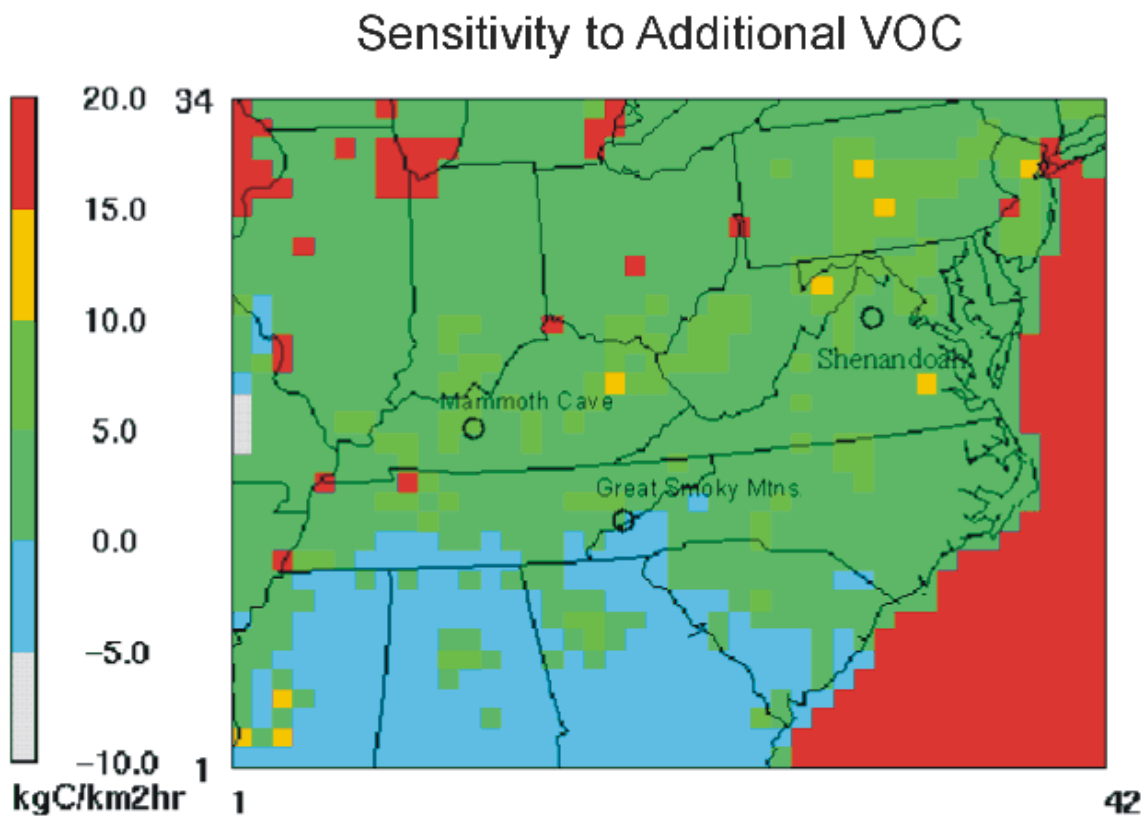 Sensitivity to Additional VOC
20.0
34
15.0
10.0
Shenandoah
Mammoth Cave
5.0
Great Smoky Mtns.
0.0
−5.0
−10.0
1
kgC/km2hr
1
42